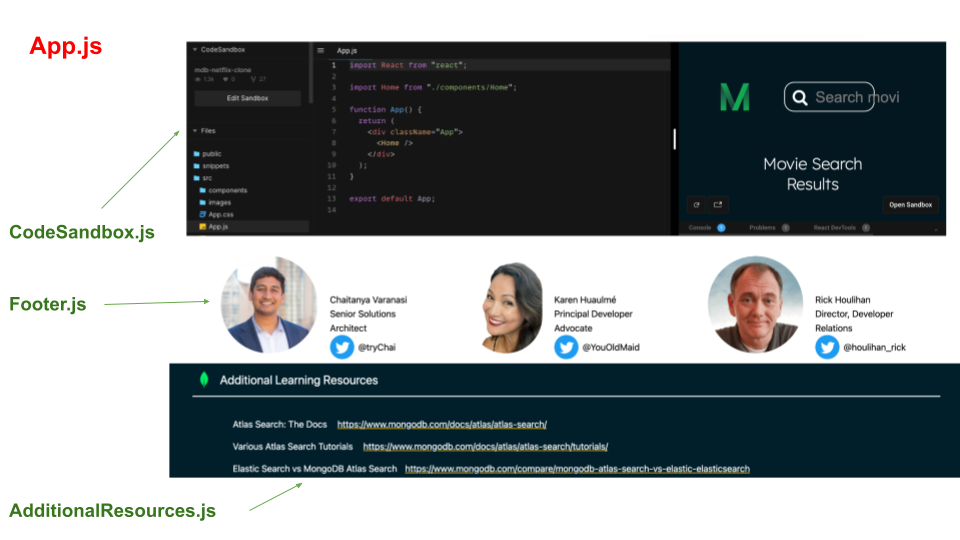 App.js
CodeSandbox
App.js
mdb-netflix-clone
1.3k 0 27
Edit Sandbox
Files
public
snippets
src
components
images
App.css
App.js
1 import React from "react";
2
3 import Home from "./components/Home";
4
5 function App() {
6 return (
7 <div className="App">
8 <Home />
9 </div>
10 );
11 }
12
13 export default App;
14
M
Search movi
Movie Search
Results
Open Sandbox
Console 1 Problems React DevTools
CodeSandbox.js
Footer.js
Chaitanya Varanasi
Senior Solutions
Architect
@tryChai
Karen Huaulmé
Principal Developer
Advocate
@YouOldMaid
Rick Houlihan
Director, Developer
Relations
@houlihan_rick
Additional Learning Resources
Atlas Search: The Docs https://www.mongodb.com/docs/atlas/atlas-search/
Various Atlas Search Tutorials https://www.mongodb.com/docs/atlas/atlas-search/tutorials/
Elastic Search vs MongoDB Atlas Search https://www.mongodb.com/compare/mongodb-atlas-search-vs-elastic-elasticsearch
AdditionalResources.js